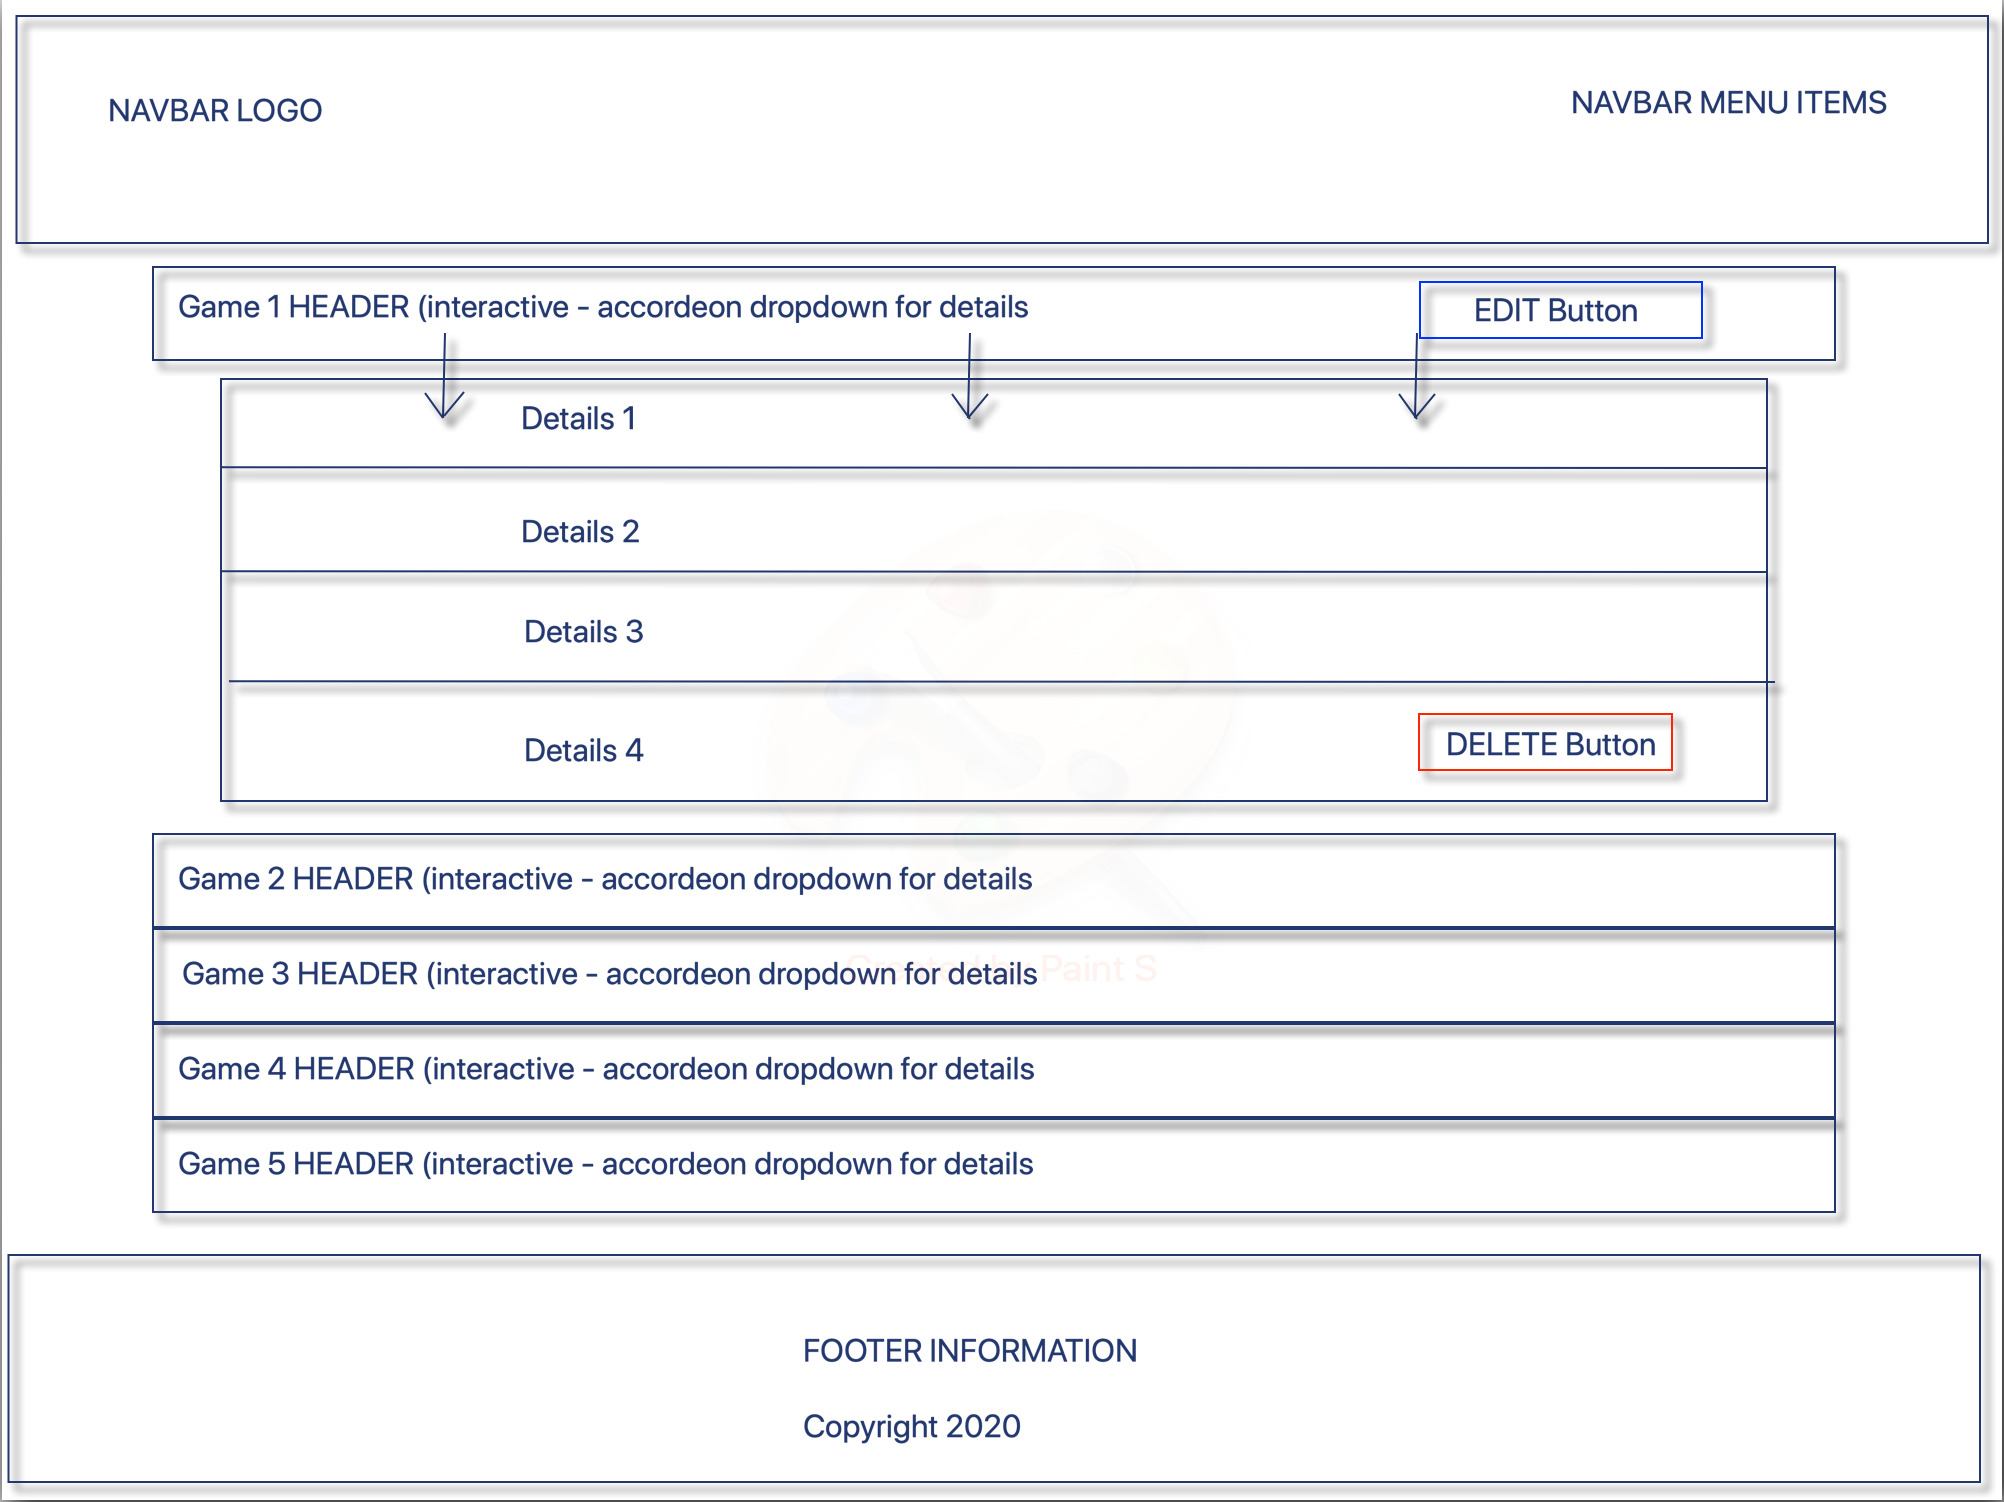 NAVBAR LOGO
NAVBAR MENU ITEMS
Game 1 HEADER (interactive - accordeon dropdown for details
EDIT Button
Details 1
Details 2
Details 3
Details 4
DELETE Button
Game 2 HEADER (interactive - accordeon dropdown for details
Game 3 HEADER (interactive - accordeon dropdown for details
Created by Paint S
Game 4 HEADER (interactive - accordeon dropdown for details
Game 5 HEADER (interactive - accordeon dropdown for details
FOOTER INFORMATION
Copyright 2020